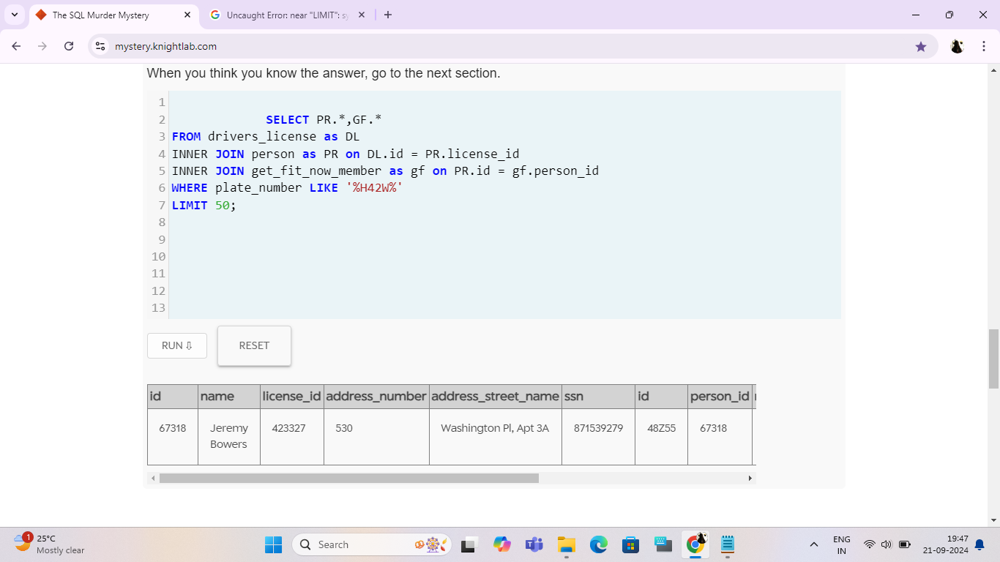 The SQL Murder Mystery
Uncaught Error: near "LIMIT": sy
mystery.knightlab.com
When you think you know the answer, go to the next section.
1
2 SELECT PR.*,GF.*
3 FROM drivers_license as DL
4 INNER JOIN person as PR on DL.id = PR.license_id
5 INNER JOIN get_fit_now_member as gf on PR.id = gf.person_id
6 WHERE plate_number LIKE '%H42W%'
7 LIMIT 50;
8
9
10
11
12
13
RUN ⇩ RESET
id name license_id address_number address_street_name ssn id person_id
67318 Jeremy 423327 530 Washington Pl, Apt 3A 871539279 48Z55 67318
Bowers
1 25°C
Mostly clear
Search
ENG
IN
19:47
21-09-2024